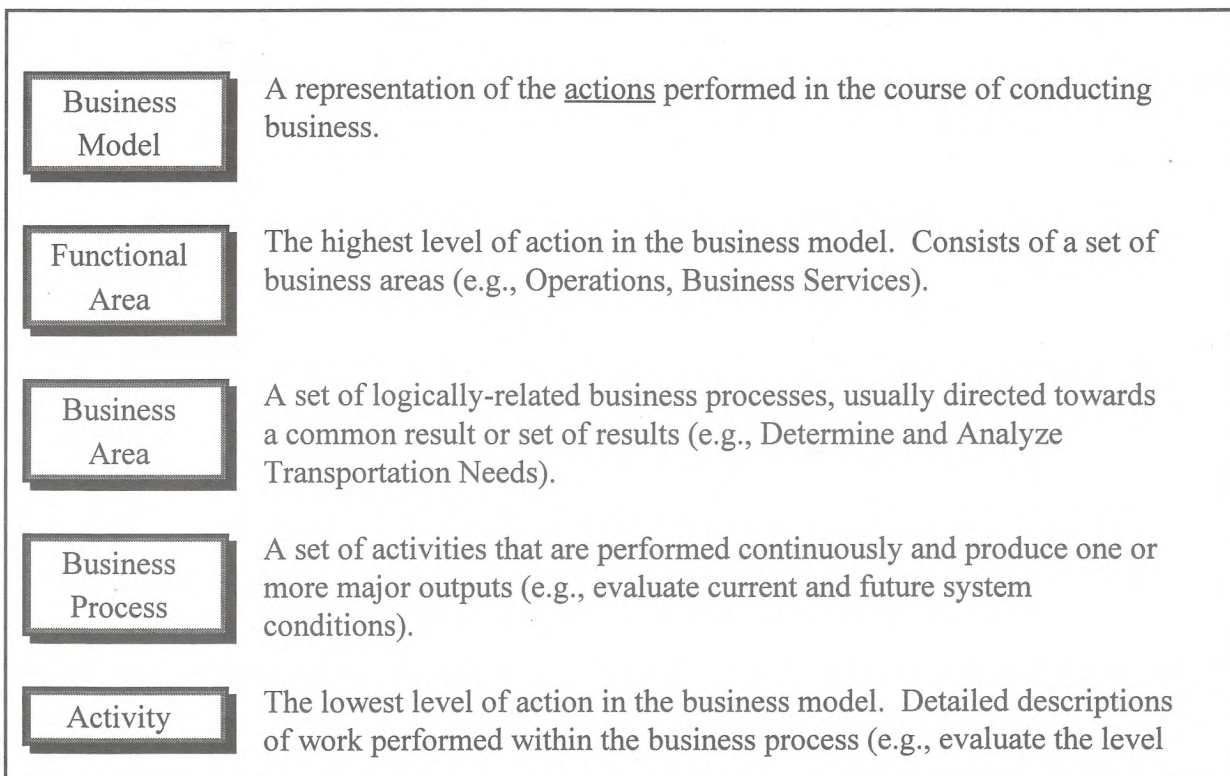 Business
Model
A representation of the actions performed in the course of conducting
business.
Functional
Area
The highest level of action in the business model.  Consists of a set of
business areas (e.g., Operations, Business Services).
Business
Area
A set of logically-related business processes, usually directed towards
a common result or set of results (e.g., Determine and Analyze
Transportation Needs).
Business
Process
A set of activities that are performed continuously and produce one or
more major outputs (e.g., evaluate current and future system
conditions).
Activity
The lowest level of action in the business model.  Detailed descriptions
of work performed within the business process (e.g., evaluate the level